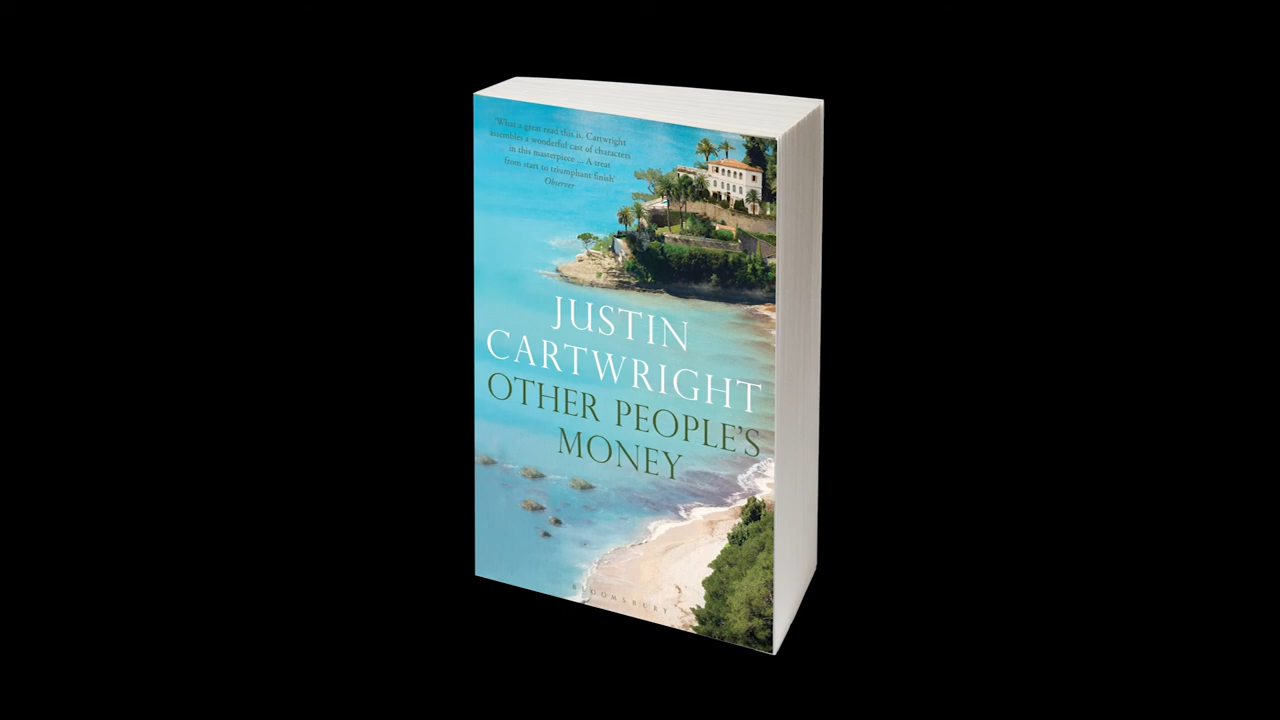 'What a great read this is. Cartwright
assembles a wonderful cast of characters
in this masterpiece ... A treat
from start to triumphant finish'
Observer
JUSTIN
CARTWRIGHT
OTHER PEOPLE'S
MONEY
BLOOMSBURY